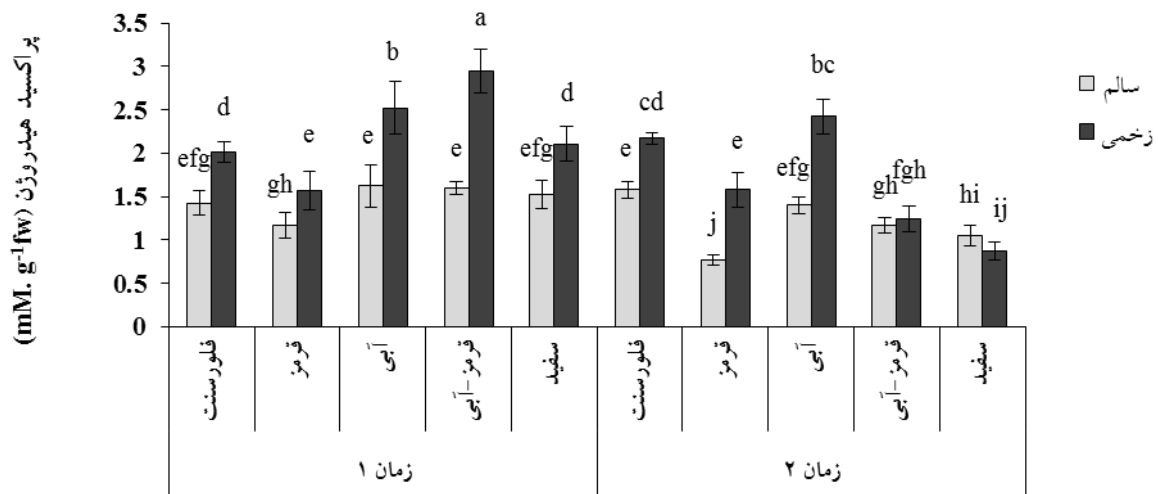 پراکسید هیدروژن (mM. g-1fw)
3.5
3
2.5
2
1.5
1
0.5
0
efg d
gh e
e b
e a
efg d
e cd
j e
efg bc
gh fgh
hi ij
سالم
زخمی
فلورسنت
قرمز
آبی
قرمز-آبی
سفید
فلورسنت
قرمز
آبی
قرمز-آبی
سفید
زمان ۱
زمان ۲